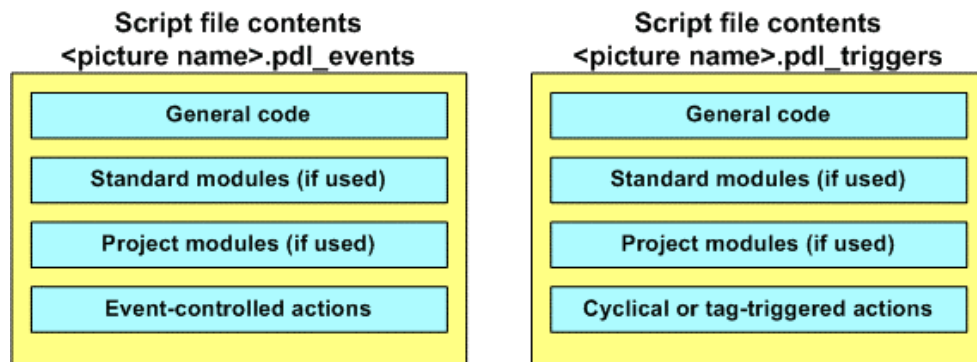 Script file contents
<picture name>.pdl_events
General code
Standard modules (if used)
Project modules (if used)
Event-controlled actions
Script file contents
<picture name>.pdl_triggers
General code
Standard modules (if used)
Project modules (if used)
Cyclical or tag-triggered actions